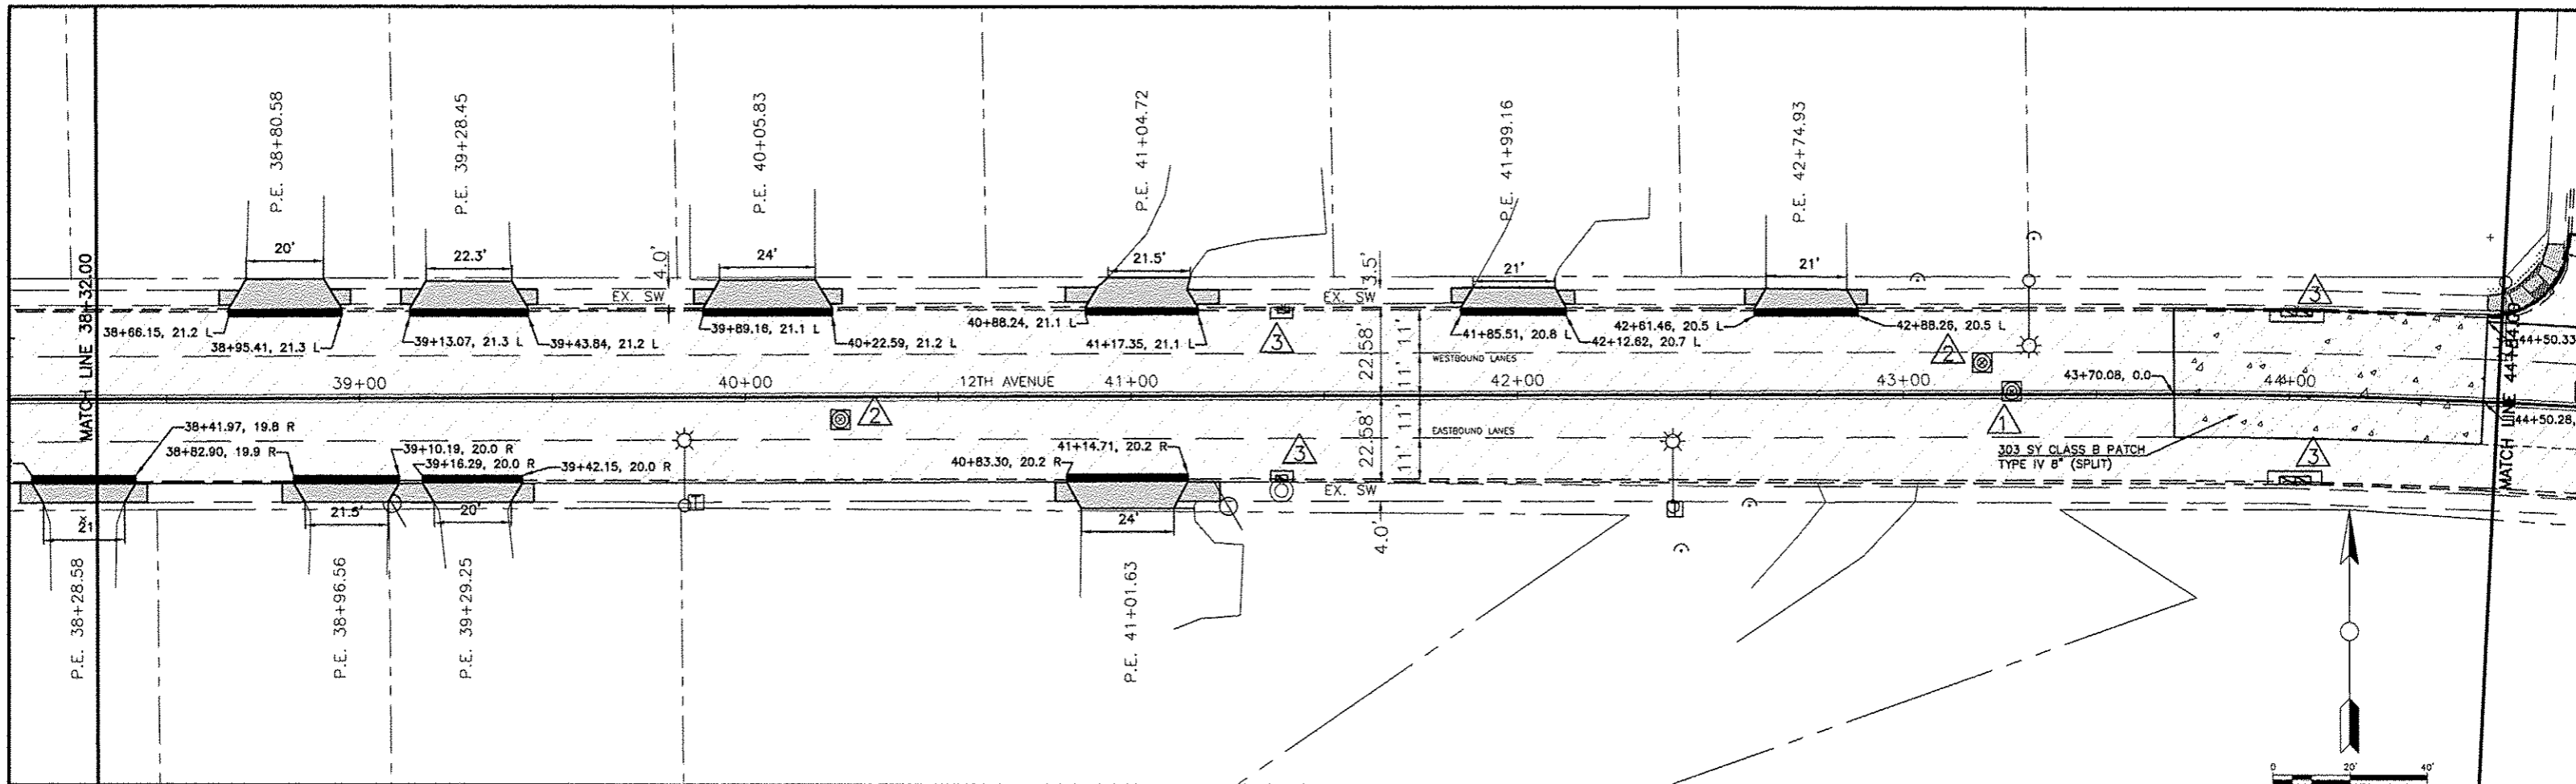 P.E. 38+80.58
P.E. 39+28.45
P.E. 40+05.83
P.E. 41+04.72
P.E. 41+99.16
P.E. 42+74.93
20'
22.3'
4.0'
24'
21.5'
3.5'
21'
21'
EX. SW
EX. SW
3
MATCH LINE 38+32.00
38+66.15, 21.2 L
38+95.41, 21.3 L
39+13.07, 21.3 L
39+43.84, 21.2 L
39+89.16, 21.1 L
40+22.59, 21.2 L
40+88.24, 21.1 L
41+17.35, 21.1 L
3
22.58'
11'
11'
41+85.51, 20.8 L
42+12.62, 20.7 L
42+61.46, 20.5 L
42+88.26, 20.5 L
WESTBOUND LANES
2
44+50.33
39+00
40+00
12TH AVENUE
41+00
42+00
43+00
43+70.08, 0.0
44+00
2
22.58'
11'
11'
EASTBOUND LANES
1
44+50.28,
MATCH LINE
38+41.97, 19.8 R
38+82.90, 19.9 R
39+10.19, 20.0 R
39+16.29, 20.0 R
39+42.15, 20.0 R
40+83.30, 20.2 R
41+14.71, 20.2 R
3
303 SY CLASS B PATCH
TYPE IV 8" (SPLIT)
3
EX. SW
21.5'
20'
24'
4.0'
P.E. 38+28.58
P.E. 38+96.56
P.E. 39+29.25
P.E. 41+01.63
0
20'
40'